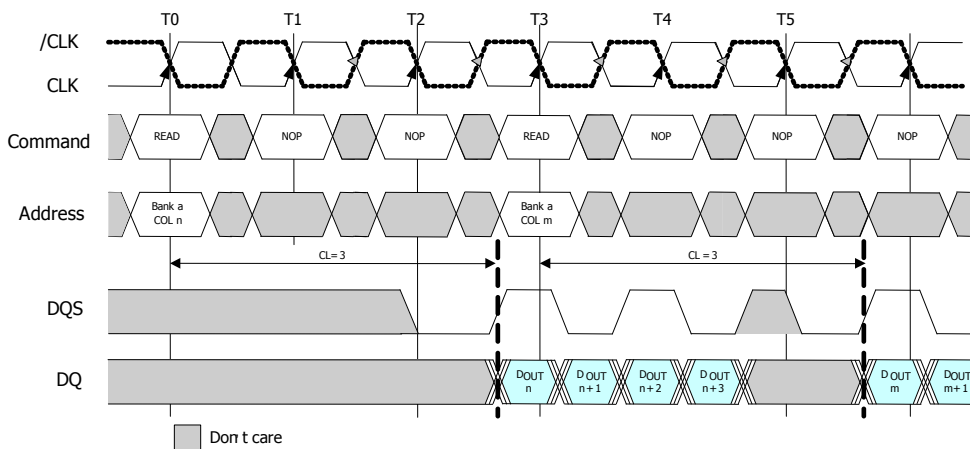 T0 T1 T2 T3 T4 T5
/CLK
CLK
Command READ NOP NOP READ NOP NOP NOP
Address Bank a COL n Bank a COL m
CL = 3 CL = 3
DQS
DQ DOUT n DOUT n + 1 DOUT n + 2 DOUT n + 3 DOUT m DOUT m + 1
Don't care